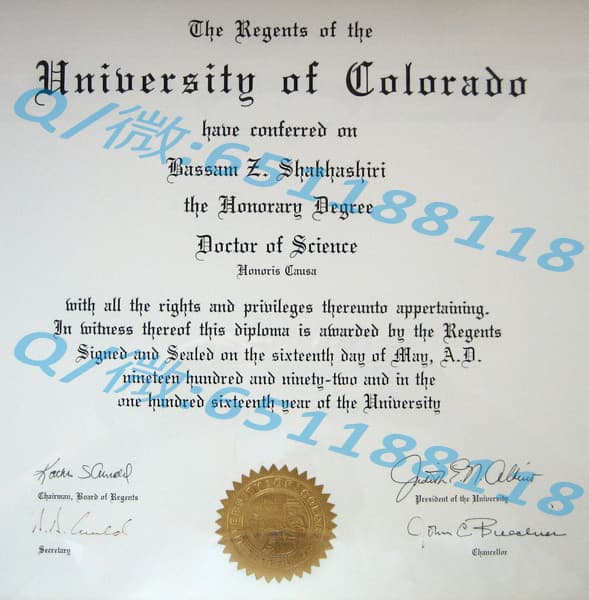 The Regents of the
University of Colorado
have conferred on
Bassam Z. Shakhashiri
the Honorary Degree
Doctor of Science
Honoris Causa
with all the rights and privileges thereunto appertaining.
In witness thereof this diploma is awarded by the Regents
Signed and Sealed on the sixteenth day of May, A.D.
nineteen hundred and ninety-two and in the
one hundred sixteenth year of the University
Chairman, Board of Regents
President of the University
Secretary
Chancellor
Q/微:651188118
Q/微:651188118